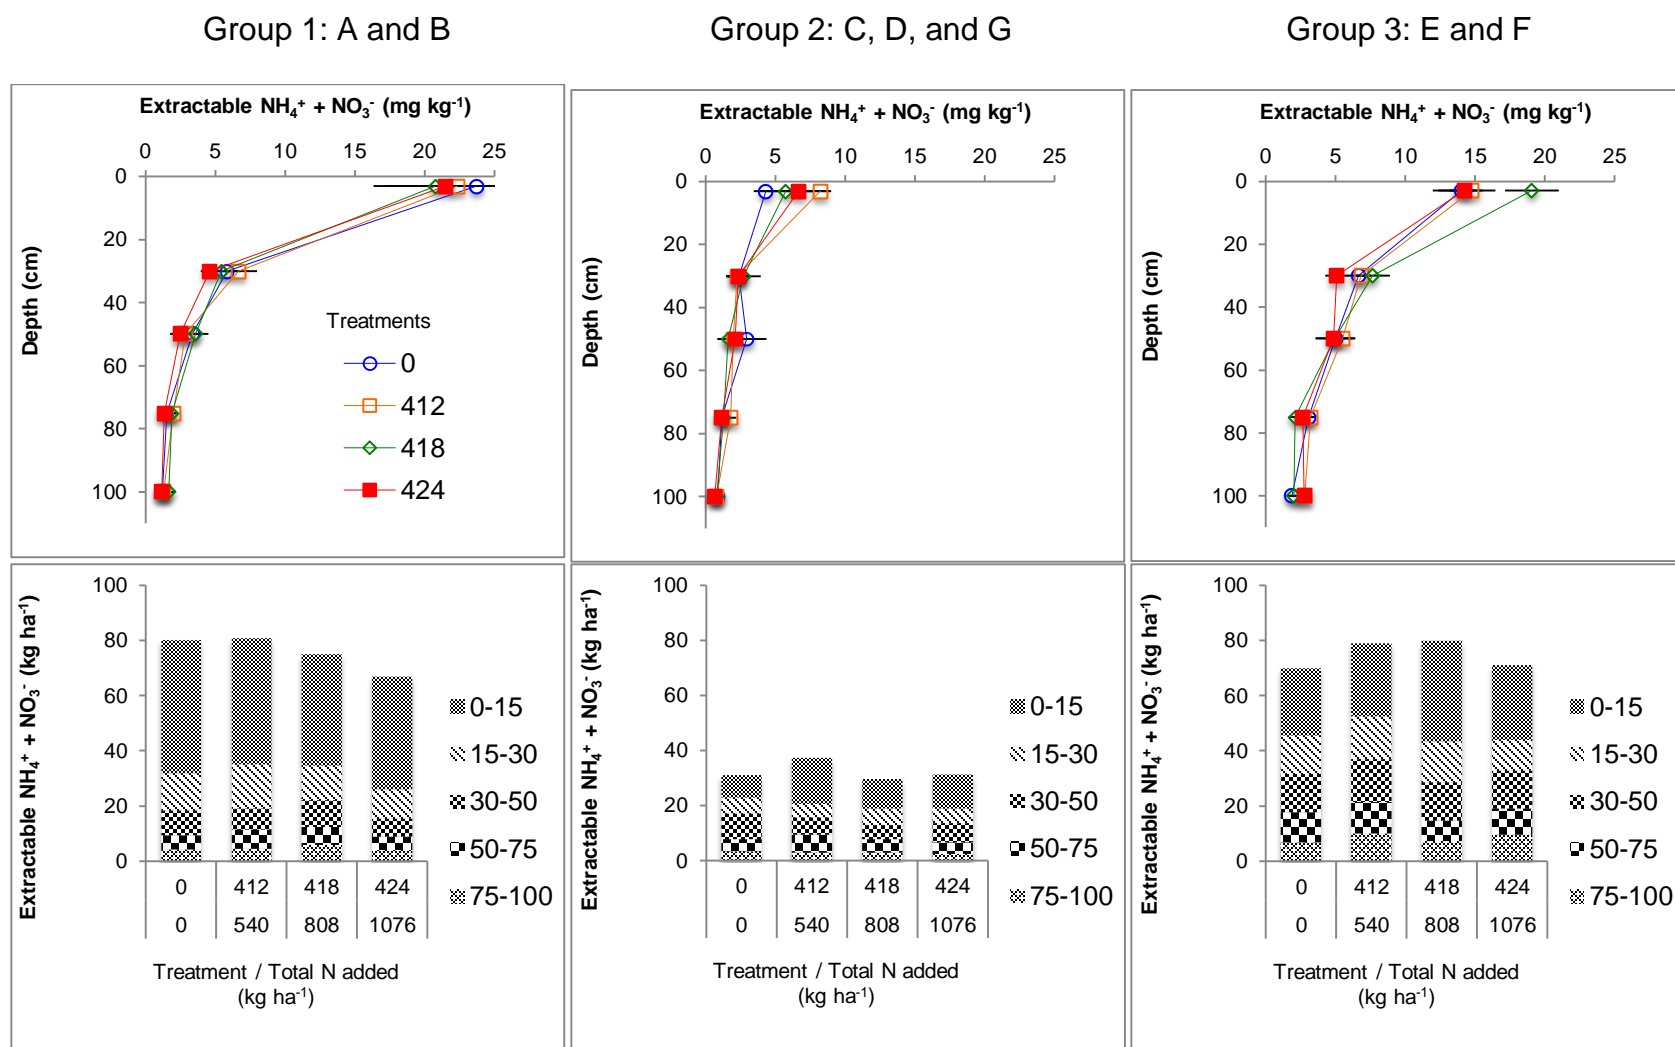 Group 1: A and B
Group 2: C, D, and G
Group 3: E and F
Extractable NH₄⁺ + NO₃⁻ (mg kg⁻¹)
0 5 10 15 20 25
0
20
40
60
80
100
Depth (cm)
Treatments
0
412
418
424
Extractable NH₄⁺ + NO₃⁻ (mg kg⁻¹)
0 5 10 15 20 25
0
20
40
60
80
100
Depth (cm)
Extractable NH₄⁺ + NO₃⁻ (mg kg⁻¹)
0 5 10 15 20 25
0
20
40
60
80
100
Depth (cm)
Extractable NH₄⁺ + NO₃⁻ (kg ha⁻¹)
100
80
60
40
20
0
0-15
15-30
30-50
50-75
75-100
0 412 418 424
0 540 808 1076
Treatment / Total N added
(kg ha⁻¹)
Extractable NH₄⁺ + NO₃⁻ (kg ha⁻¹)
100
80
60
40
20
0
0-15
15-30
30-50
50-75
75-100
0 412 418 424
0 540 808 1076
Treatment / Total N added
(kg ha⁻¹)
Extractable NH₄⁺ + NO₃⁻ (kg ha⁻¹)
100
80
60
40
20
0
0-15
15-30
30-50
50-75
75-100
0 412 418 424
0 540 808 1076
Treatment / Total N added
(kg ha⁻¹)